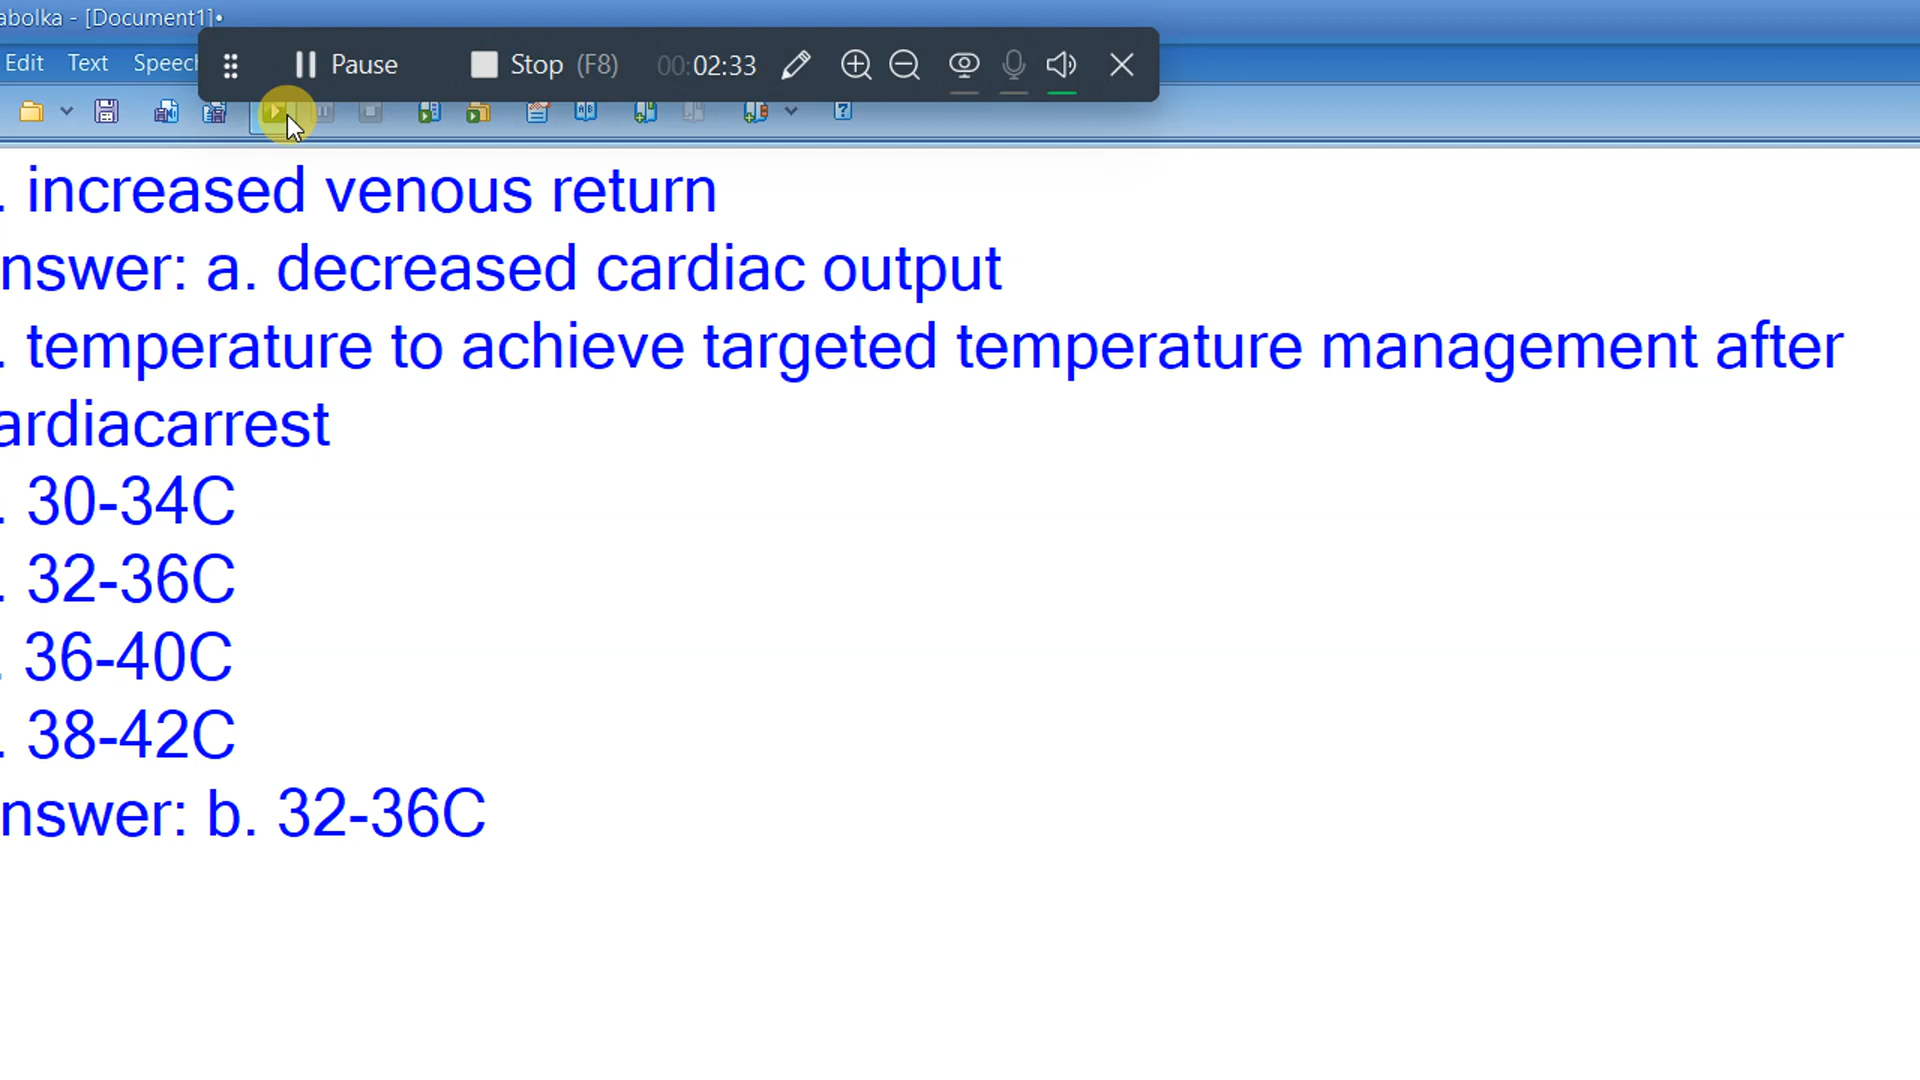 abolka - [Document1]•
Edit Text Speech
Pause Stop (F8) 00:02:33
. increased venous return
nswer: a. decreased cardiac output
. temperature to achieve targeted temperature management after
ardiacarrest
. 30-34C
. 32-36C
. 36-40C
. 38-42C
nswer: b. 32-36C